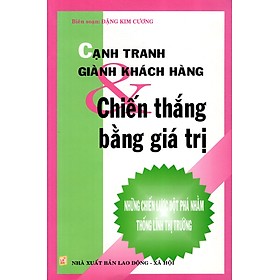 Biên soạn: ĐẶNG KIM CƯƠNG
CẠNH TRANH
GIÀNH KHÁCH HÀNG
&
Chiến thắng
bằng giá trị
NHỮNG CHIẾN LƯỢC ĐỘT PHÁ NHẰM
THỐNG LĨNH THỊ TRƯỜNG
NHÀ XUẤT BẢN LAO ĐỘNG - XÃ HỘI